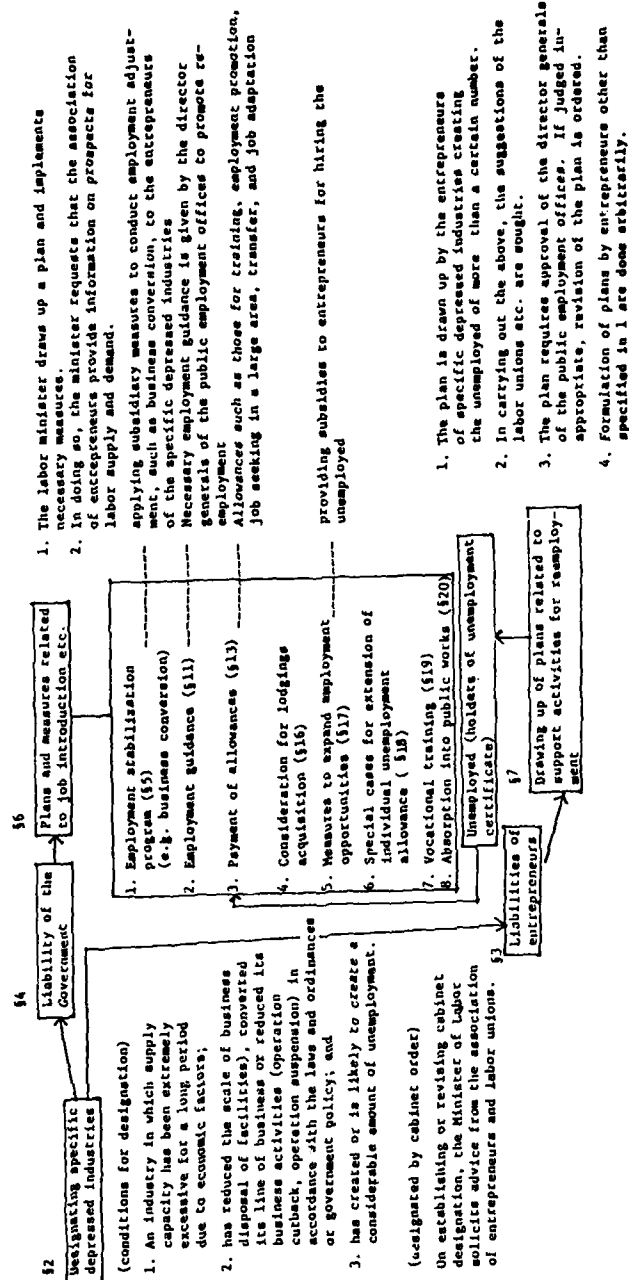 §2
Designating specific
depressed industries
(conditions for designation)
1. An industry in which supply
capacity has been extremely
excessive for a long period
due to economic factors;
2. has reduced the scale of business
disposal of facilities), converted
its line of business or reduced its
business activities (operation
cutback, operation suspension) in
accordance with the laws and ordinances
or government policy; and
3. has created or is likely to create a
considerable amount of unemployment.
(designated by cabinet order)
On establishing or revising cabinet
designation, the Minister of Labor
solicits advice from the association
of entrepreneurs and labor unions.
§4
Liability of the
Government
§3
Liabilities of
entrepreneurs
§6
Plans and measures related
to job introduction etc.
1. Employment stabilization
program (§5)
(e.g. business conversion)
2. Employment guidance (§11)
3. Payment of allowances (§13)
4. Consideration for lodgings
acquisition (§16)
5. Measures to expand employment
opportunities (§17)
6. Special cases for extension of
individual unemployment
allowance ( §18)
7. Vocational training (§19)
8. Absorption into public works (§20)
Unemployed (holders of unemployment
certificate)
§7
Drawing up of plans related to
support activities for reemploy-
ment
1. The labor minister draws up a plan and implements
necessary measures.
2. In doing so, the minister requests that the association
of entrepreneurs provide information on prospects for
labor supply and demand.
applying subsidiary measures to conduct employment adjust-
ment, such as business conversion, to the entrepreneurs
of the specific depressed industries
Necessary employment guidance is given by the director
generals of the public employment offices to promote re-
employment
Allowances such as those for training, employment promotion,
job seeking in a large area, transfer, and job adaptation
providing subsidies to entrepreneurs for hiring the
unemployed
1. The plan is drawn up by the entrepreneurs
of specific depressed industries creating
the unemployed of more than a certain number.
2. In carrying out the above, the suggestions of the
labor unions etc. are sought.
3. The plan requires approval of the director generals
of the public employment offices. If judged in-
appropriate, revision of the plan is ordered.
4. Formulation of plans by entrepreneurs other than
specified in 1 are done arbitrarily.